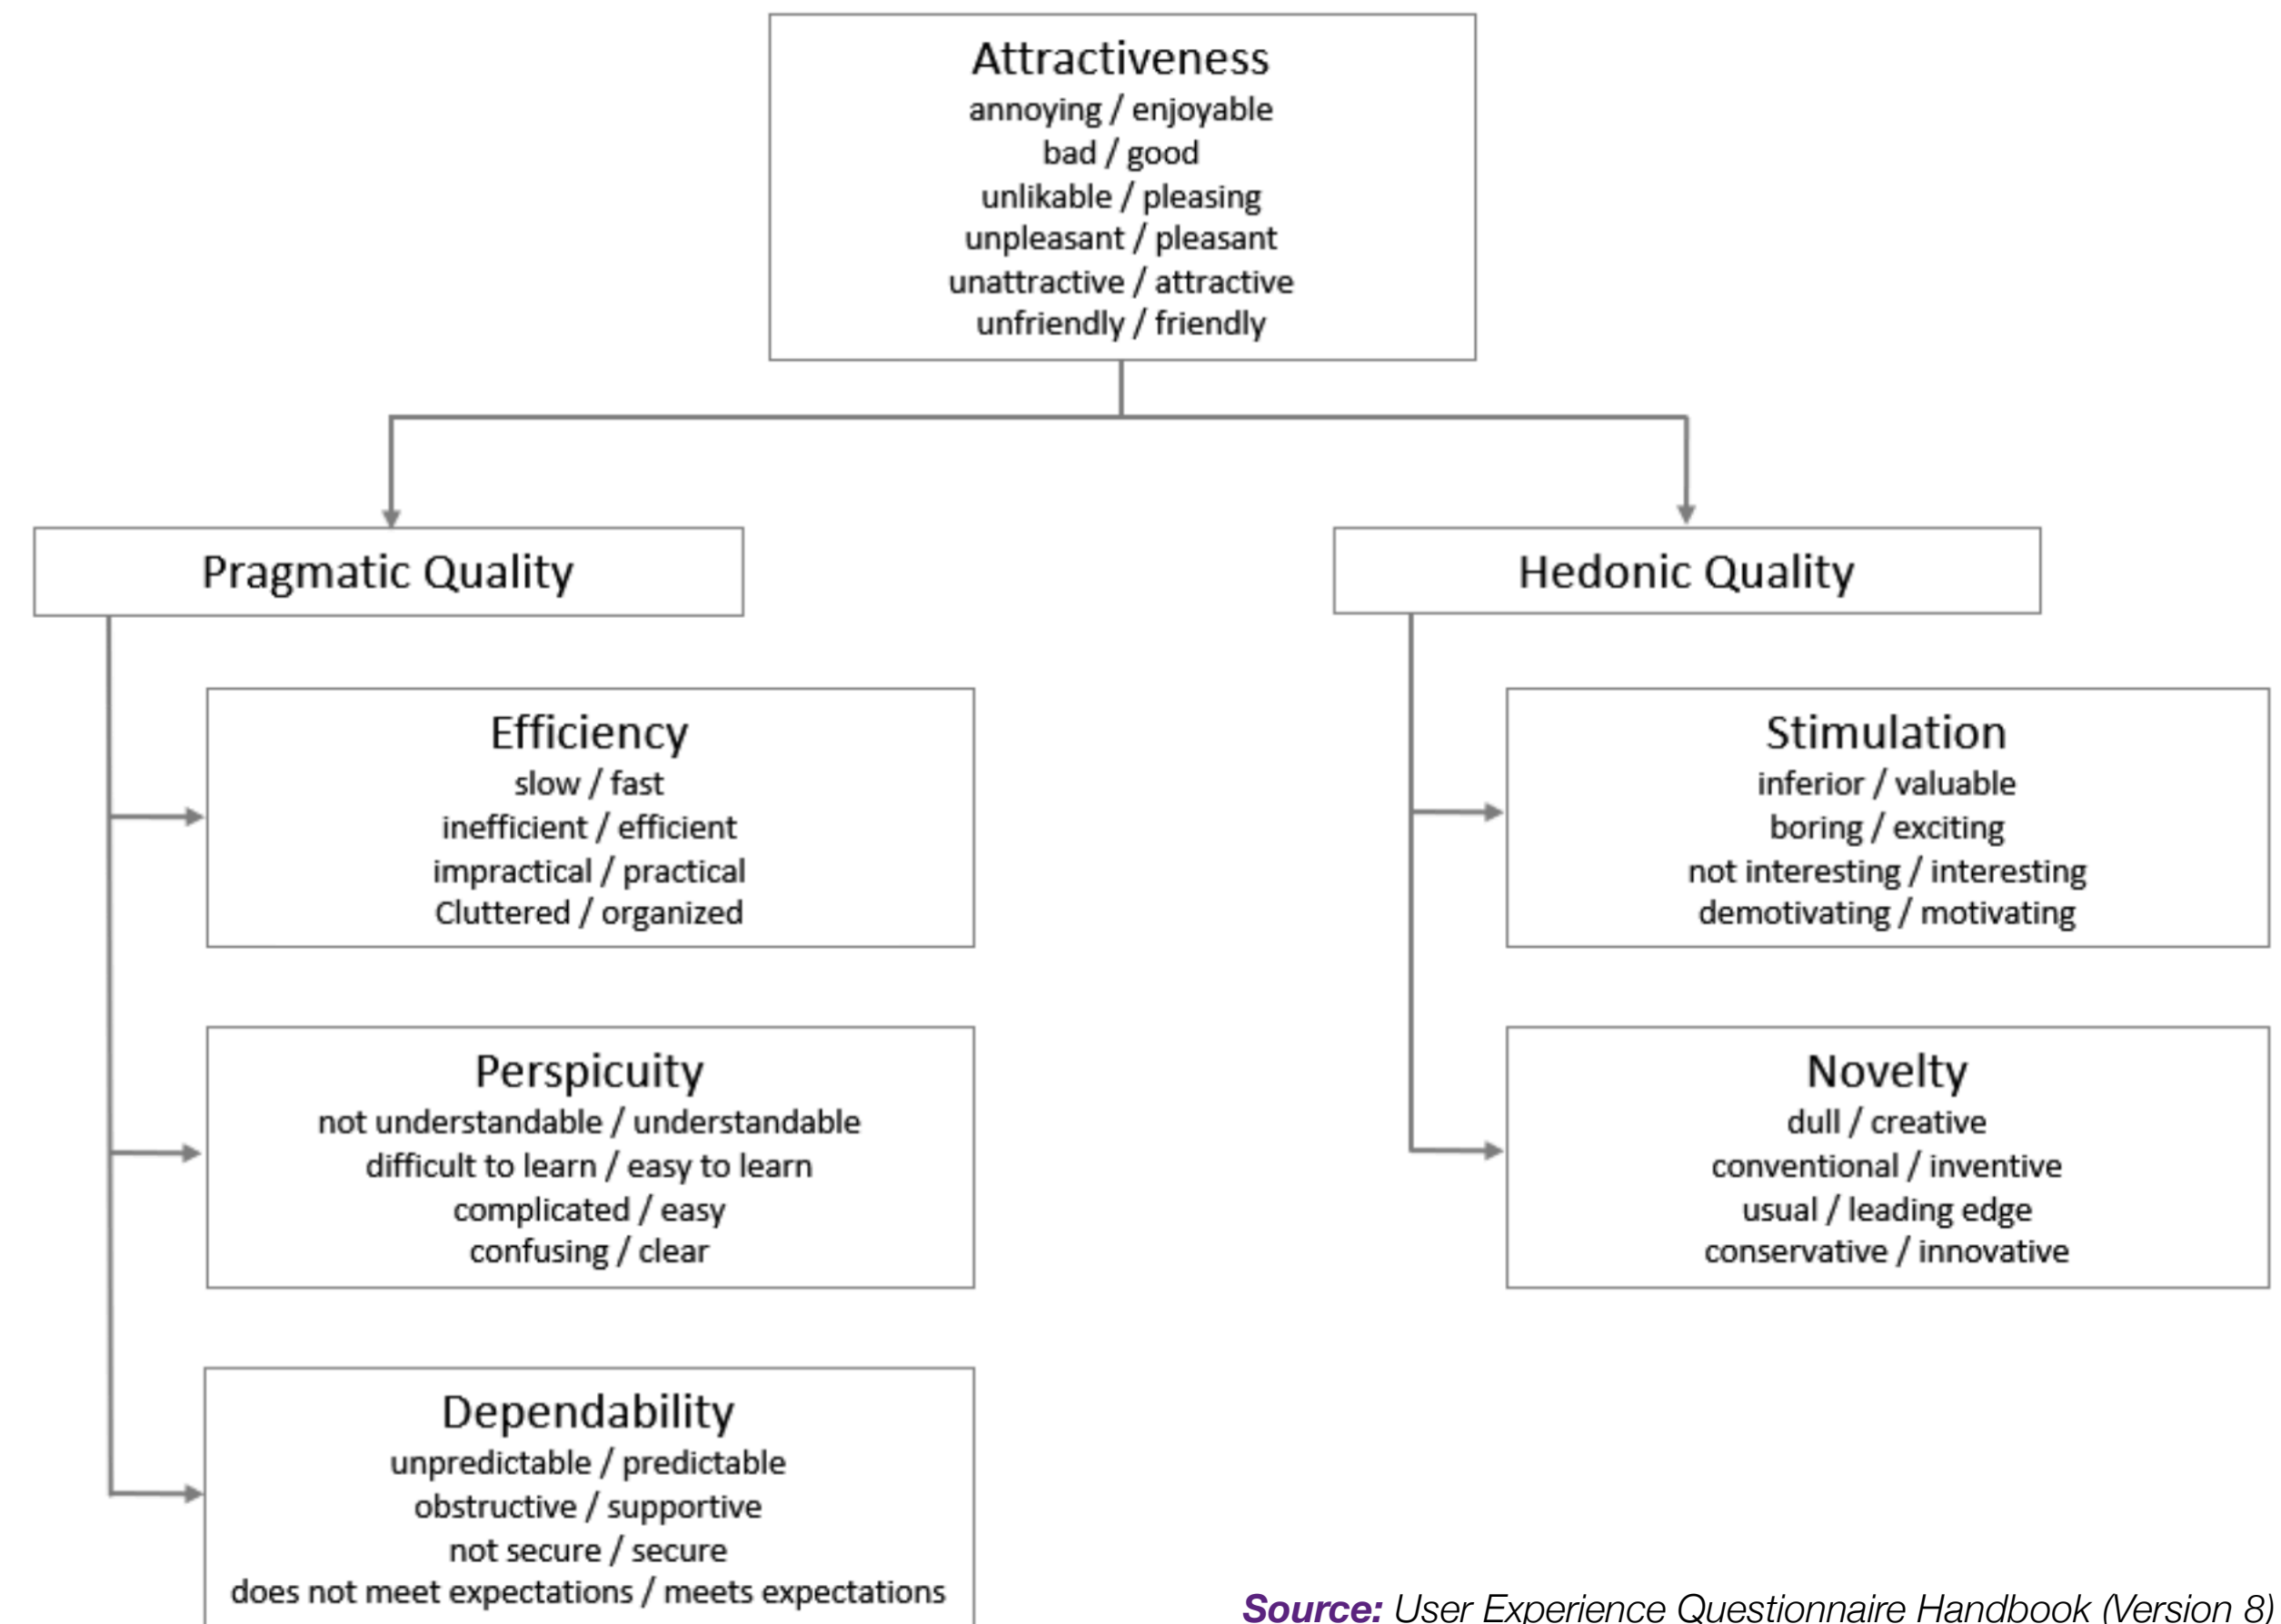 Attractiveness
annoying / enjoyable
bad / good
unlikable / pleasing
unpleasant / pleasant
unattractive / attractive
unfriendly / friendly
Pragmatic Quality
Efficiency
slow / fast
inefficient / efficient
impractical / practical
Cluttered / organized
Perspicuity
not understandable / understandable
difficult to learn / easy to learn
complicated / easy
confusing / clear
Dependability
unpredictable / predictable
obstructive / supportive
not secure / secure
does not meet expectations / meets expectations
Hedonic Quality
Stimulation
inferior / valuable
boring / exciting
not interesting / interesting
demotivating / motivating
Novelty
dull / creative
conventional / inventive
usual / leading edge
conservative / innovative
Source: User Experience Questionnaire Handbook (Version 8)